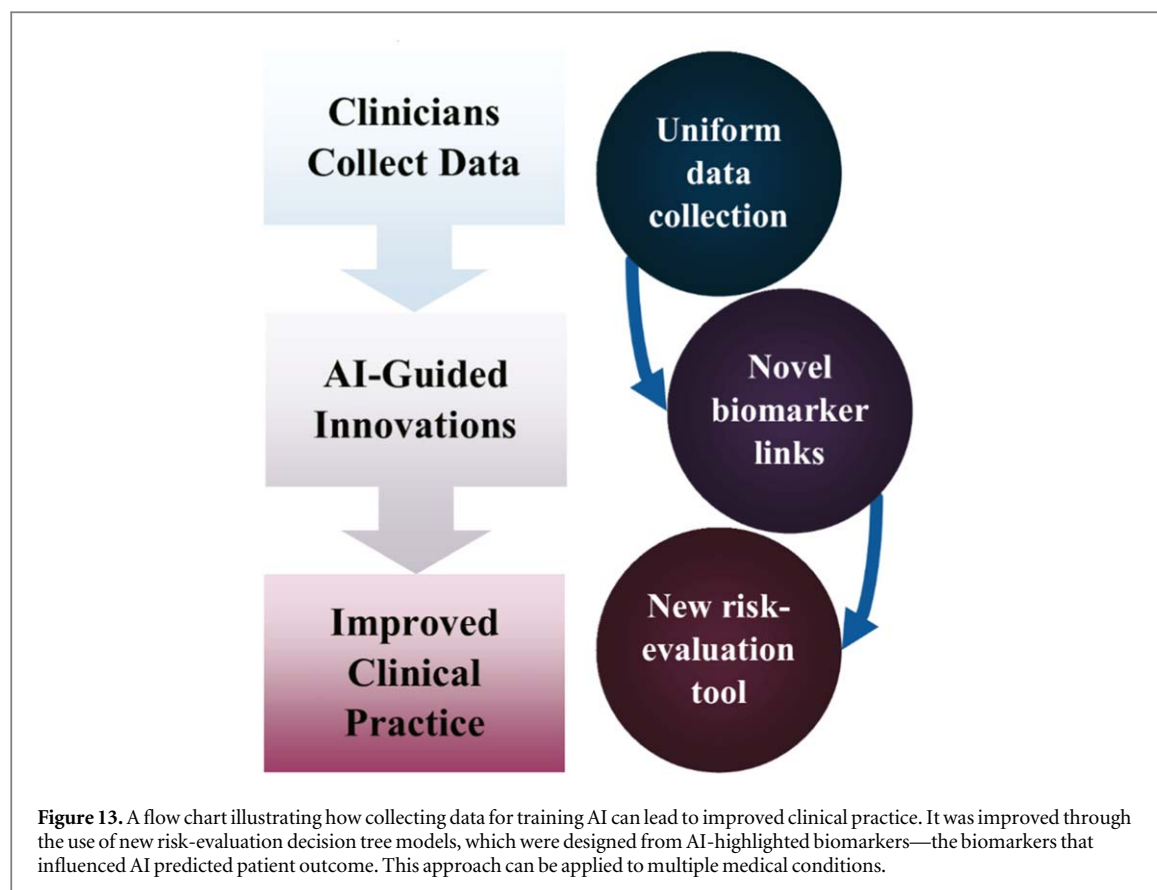 Clinicians
Collect Data
Uniform
data
collection
AI-Guided
Innovations
Novel
biomarker
links
Improved
Clinical
Practice
New risk-
evaluation
tool
Figure 13. A flow chart illustrating how collecting data for training AI can lead to improved clinical practice. It was improved through
the use of new risk-evaluation decision tree models, which were designed from AI-highlighted biomarkers—the biomarkers that
influenced AI predicted patient outcome. This approach can be applied to multiple medical conditions.